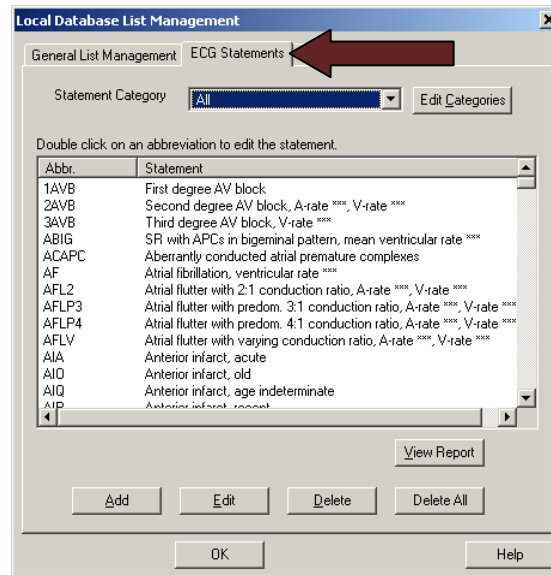 Local Database List Management
General List Management ECG Statements
Statement Category All Edit Categories
Double click on an abbreviation to edit the statement.
Abbr. Statement
1AVB First degree AV block
2AVB Second degree AV block, A-rate ***, V-rate ***
3AVB Third degree AV block, V-rate ***
ABIG SR with APCs in bigeminal pattern, mean ventricular rate ***
ACAPC Aberrantly conducted atrial premature complexes
AF Atrial fibrillation, ventricular rate ***
AFL2 Atrial flutter with 2:1 conduction ratio, A-rate ***, V-rate ***
AFLP3 Atrial flutter with predom. 3:1 conduction ratio, A-rate ***, V-rate ***
AFLP4 Atrial flutter with predom. 4:1 conduction ratio, A-rate ***, V-rate ***
AFLV Atrial flutter with varying conduction ratio, A-rate ***, V-rate ***
AIA Anterior infarct, acute
AIO Anterior infarct, old
AIQ Anterior infarct, age indeterminate
AIR Anterior infarct, recent
View Report
Add Edit Delete Delete All
OK Help